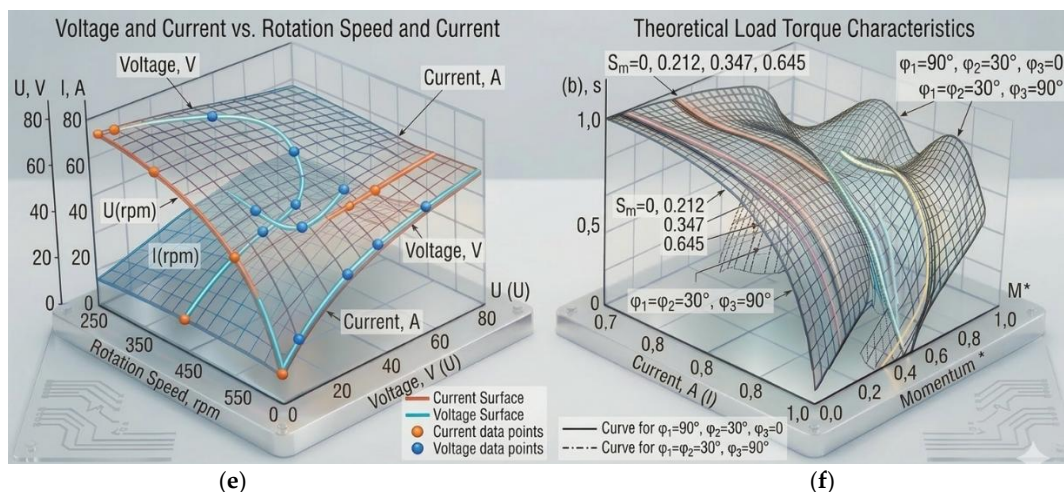 Voltage and Current vs. Rotation Speed and Current
U, V
I, A
Voltage, V
Current, A
80
80
60
60
40
40
20
20
0
0
U(rpm)
I(rpm)
Voltage, V
Current, A
U (U)
250
350
450
550
0
Rotation Speed, rpm
0
20
40
60
80
Voltage, V (U)
Current Surface
Voltage Surface
Current data points
Voltage data points
(e)
Theoretical Load Torque Characteristics
Sm=0, 0.212, 0.347, 0.645
φ1=90°, φ2=30°, φ3=0
φ1=φ2=30°, φ3=90°
(b), s
1,0
0,5
0
Sm=0, 0.212
0.347
0.645
φ1=φ2=30°, φ3=90°
M*
0.7
0,8
0,8
0,8
1,0
Current, A (I)
0,0
0,2
0,4
0,6
0,8
1,0
Momentum *
Curve for φ1=90°, φ2=30°, φ3=0
Curve for φ1=φ2=30°, φ3=90°
(f)